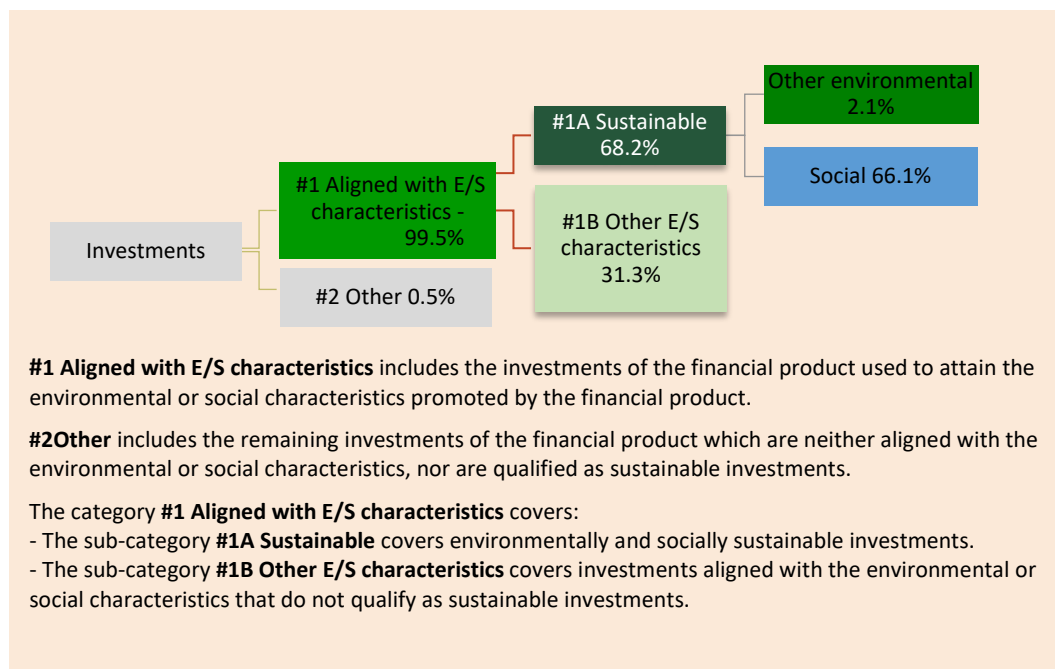 Other environmental
2.1%
#1A Sustainable
68.2%
Social 66.1%
#1 Aligned with E/S
characteristics -
99.5%
#1B Other E/S
characteristics
31.3%
Investments
#2 Other 0.5%
#1 Aligned with E/S characteristics includes the investments of the financial product used to attain the
environmental or social characteristics promoted by the financial product.
#2Other includes the remaining investments of the financial product which are neither aligned with the
environmental or social characteristics, nor are qualified as sustainable investments.
The category #1 Aligned with E/S characteristics covers:
- The sub-category #1A Sustainable covers environmentally and socially sustainable investments.
- The sub-category #1B Other E/S characteristics covers investments aligned with the environmental or
social characteristics that do not qualify as sustainable investments.